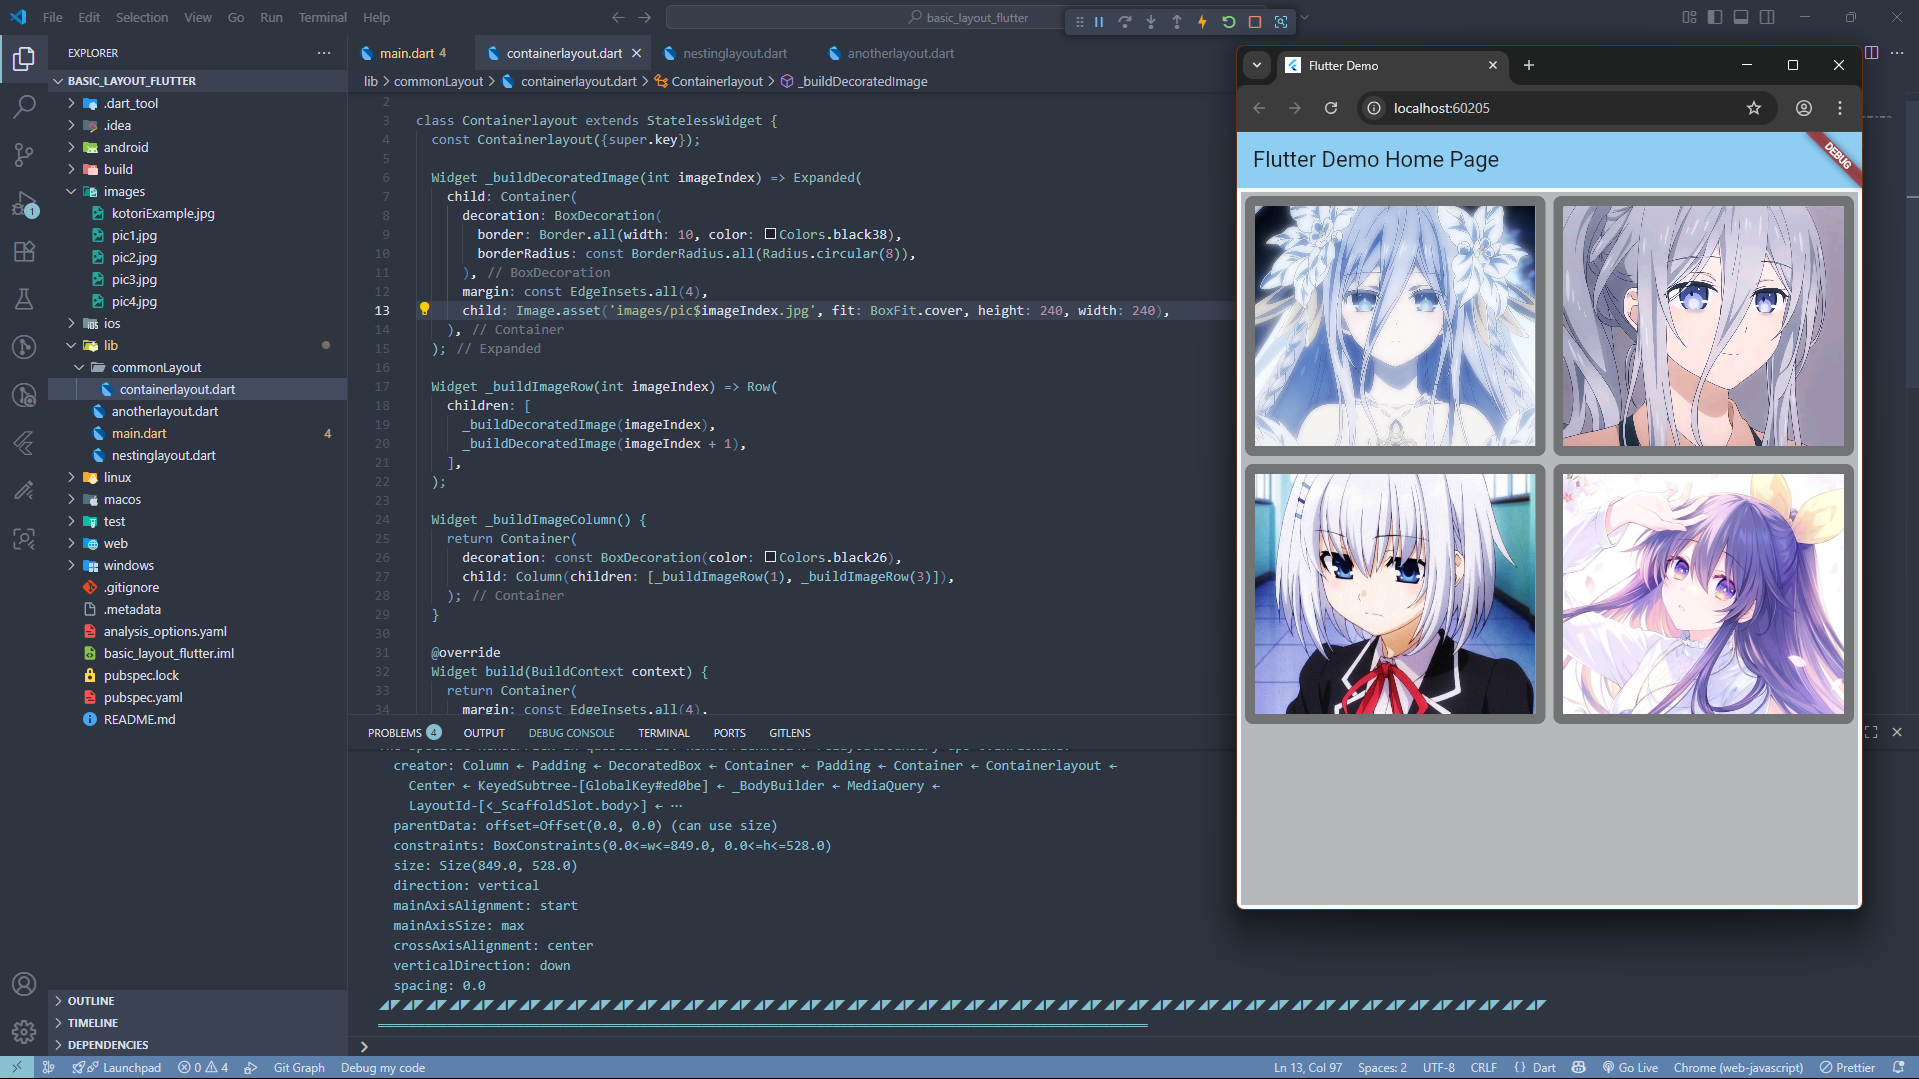 File Edit Selection View Go Run Terminal Help
basic_layout_flutter
EXPLORER
BASIC_LAYOUT_FLUTTER
.dart_tool
.idea
android
build
images
kotoriExample.jpg
pic1.jpg
pic2.jpg
pic3.jpg
pic4.jpg
ios
lib
commonLayout
containerlayout.dart
anotherlayout.dart
main.dart 4
nestinglayout.dart
linux
macos
test
web
windows
.gitignore
.metadata
analysis_options.yaml
basic_layout_flutter.iml
pubspec.lock
pubspec.yaml
README.md
OUTLINE
TIMELINE
DEPENDENCIES
1
main.dart 4 containerlayout.dart nestinglayout.dart anotherlayout.dart
lib > commonLayout > containerlayout.dart > Containerlayout > _buildDecoratedImage
2
3 class Containerlayout extends StatelessWidget {
4 const Containerlayout({super.key});
5
6 Widget _buildDecoratedImage(int imageIndex) => Expanded(
7 child: Container(
8 decoration: BoxDecoration(
9 border: Border.all(width: 10, color: Colors.black38),
10 borderRadius: const BorderRadius.all(Radius.circular(8)),
11 ), // BoxDecoration
12 margin: const EdgeInsets.all(4),
13 child: Image.asset('images/pic$imageIndex.jpg', fit: BoxFit.cover, height: 240, width: 240),
14 ), // Container
15 ); // Expanded
16
17 Widget _buildImageRow(int imageIndex) => Row(
18 children: [
19 _buildDecoratedImage(imageIndex),
20 _buildDecoratedImage(imageIndex + 1),
21 ],
22 );
23
24 Widget _buildImageColumn() {
25 return Container(
26 decoration: const BoxDecoration(color: Colors.black26),
27 child: Column(children: [_buildImageRow(1), _buildImageRow(3)]),
28 ); // Container
29 }
30
31 @override
32 Widget build(BuildContext context) {
33 return Container(
34 margin: const EdgeInsets.all(4),
PROBLEMS 4 OUTPUT DEBUG CONSOLE TERMINAL PORTS GITLENS
creator: Column ← Padding ← DecoratedBox ← Container ← Padding ← Container ← Containerlayout ←
Center ← KeyedSubtree-[GlobalKey#ed0be] ← _BodyBuilder ← MediaQuery ←
LayoutId-[<_ScaffoldSlot.body>] ← ⋯
parentData: offset=Offset(0.0, 0.0) (can use size)
constraints: BoxConstraints(0.0<=w<=849.0, 0.0<=h<=528.0)
size: Size(849.0, 528.0)
direction: vertical
mainAxisAlignment: start
mainAxisSize: max
crossAxisAlignment: center
verticalDirection: down
spacing: 0.0
Flutter Demo
localhost:60205
Flutter Demo Home Page
DEBUG
Launchpad 0 4 Git Graph Debug my code
Ln 13, Col 97 Spaces: 2 UTF-8 CRLF {} Dart Go Live Chrome (web-javascript) Prettier